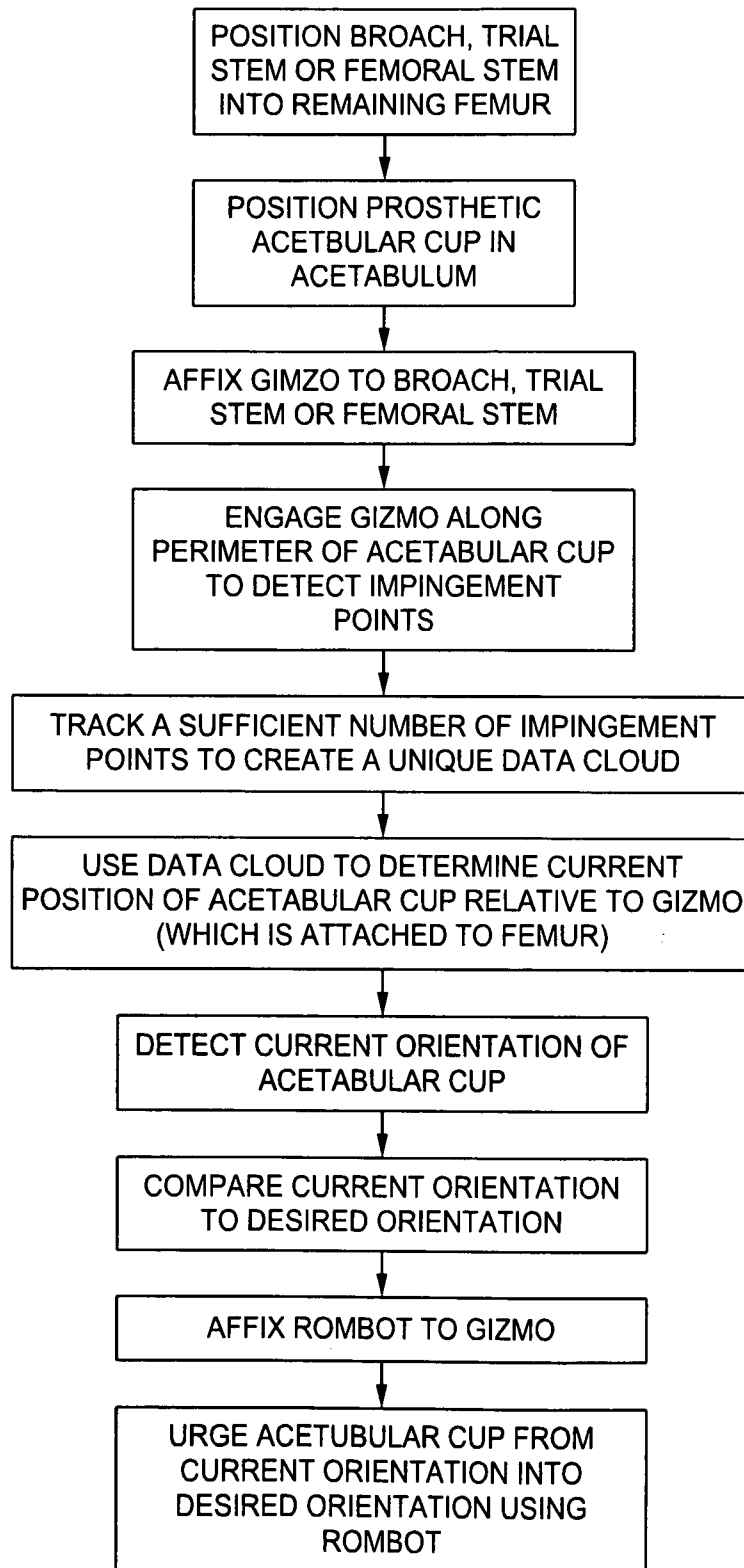 POSITION BROACH, TRIAL
STEM OR FEMORAL STEM
INTO REMAINING FEMUR
POSITION PROSTHETIC
ACETBULAR CUP IN
ACETABULUM
AFFIX GIMZO TO BROACH, TRIAL
STEM OR FEMORAL STEM
ENGAGE GIZMO ALONG
PERIMETER OF ACETABULAR CUP
TO DETECT IMPINGEMENT
POINTS
TRACK A SUFFICIENT NUMBER OF IMPINGEMENT
POINTS TO CREATE A UNIQUE DATA CLOUD
USE DATA CLOUD TO DETERMINE CURRENT
POSITION OF ACETABULAR CUP RELATIVE TO GIZMO
(WHICH IS ATTACHED TO FEMUR)
DETECT CURRENT ORIENTATION OF
ACETABULAR CUP
COMPARE CURRENT ORIENTATION
TO DESIRED ORIENTATION
AFFIX ROMBOT TO GIZMO
URGE ACETUBULAR CUP FROM
CURRENT ORIENTATION INTO
DESIRED ORIENTATION USING
ROMBOT